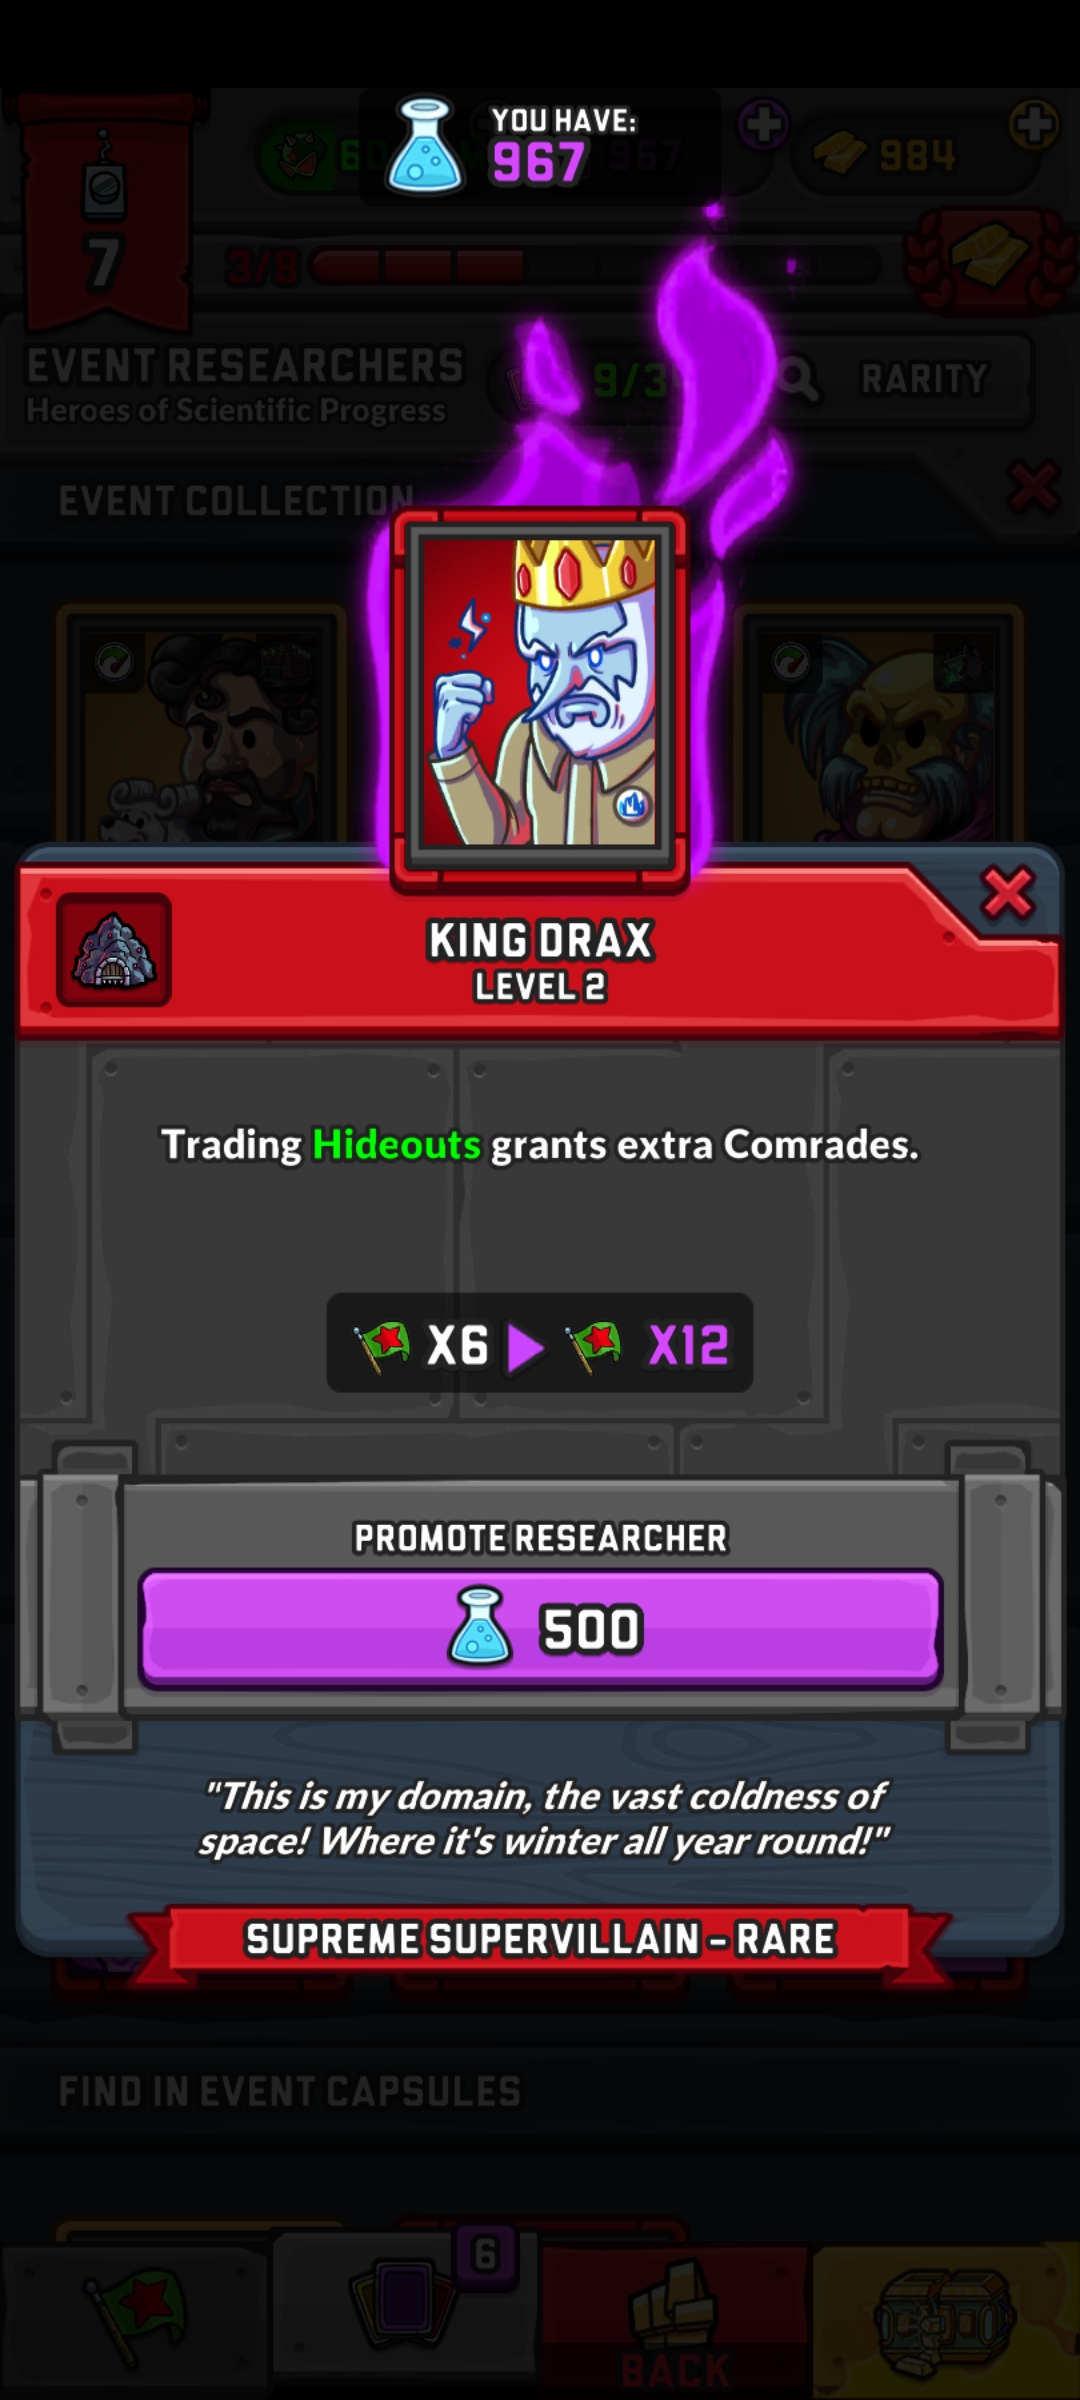 YOU HAVE:
967
984
7
3/8
EVENT RESEARCHERS
Heroes of Scientific Progress
9/3
RARITY
EVENT COLLECTION
KING DRAX
LEVEL 2
Trading Hideouts grants extra Comrades.
X6 X12
PROMOTE RESEARCHER
500
"This is my domain, the vast coldness of
space! Where it's winter all year round!"
SUPREME SUPERVILLAIN - RARE
FIND IN EVENT CAPSULES
6
BACK